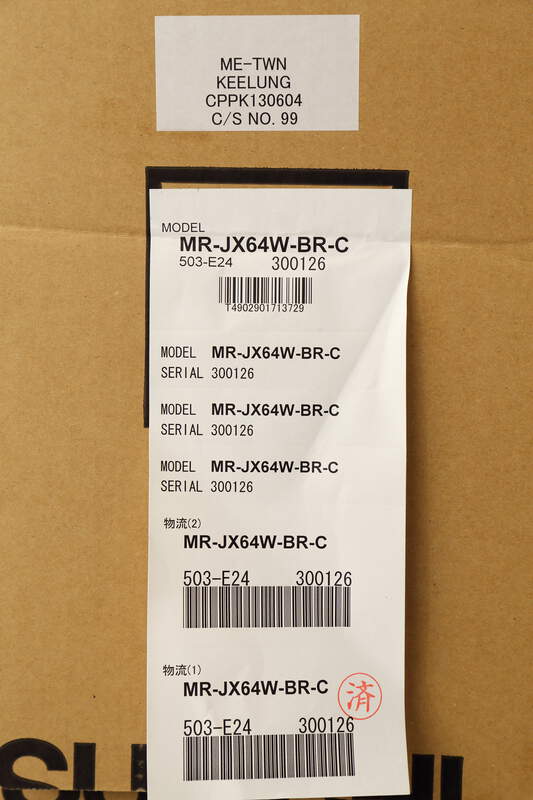 ME-TWN
KEELUNG
CPPK130604
C/S NO. 99
MODEL
MR-JX64W-BR-C
503-E24 300126
T4902901713729
MODEL MR-JX64W-BR-C
SERIAL 300126
MODEL MR-JX64W-BR-C
SERIAL 300126
MODEL MR-JX64W-BR-C
SERIAL 300126
物流(2)
MR-JX64W-BR-C
503-E24 300126
物流(1)
MR-JX64W-BR-C
済
503-E24 300126